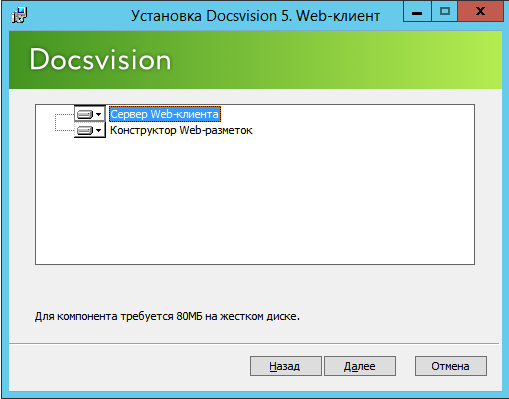 Установка Docsvision 5. Web-клиент
Docsvision
Сервер Web-клиента
Конструктор Web-разметок
Для компонента требуется 80МБ на жестком диске.
Назад Далее Отмена